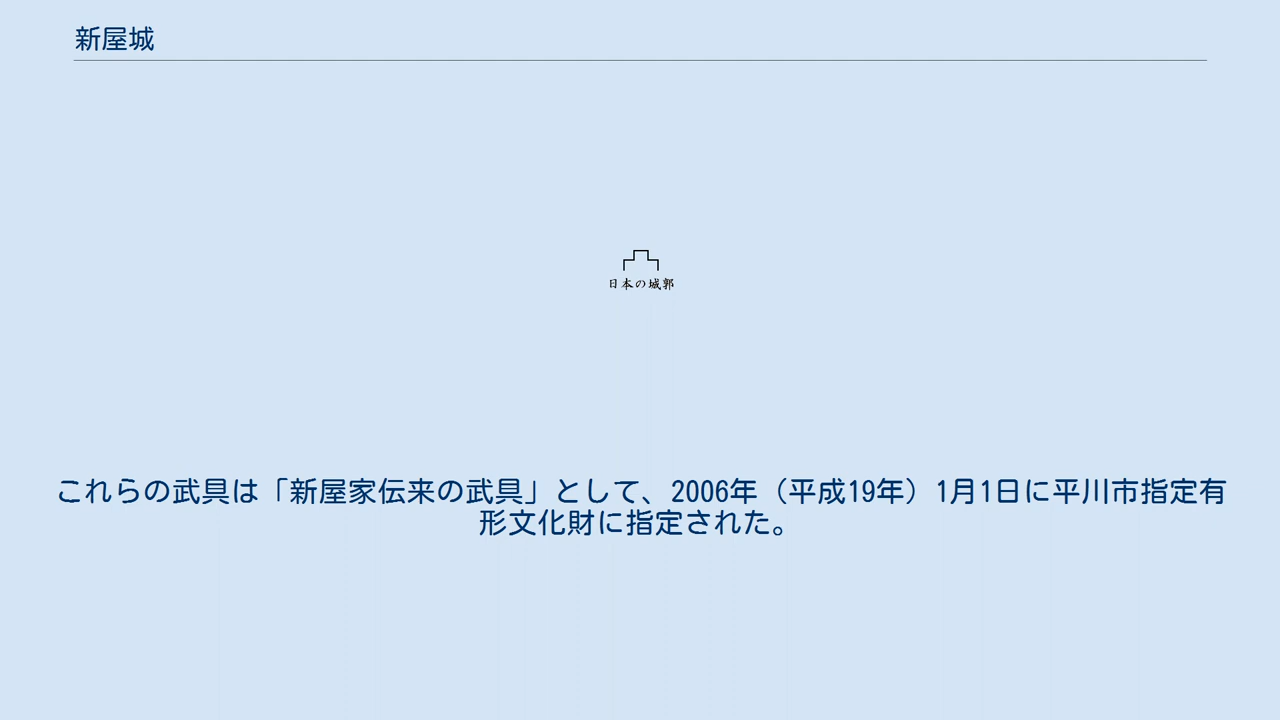 新屋城
日本の城郭
これらの武具は「新屋家伝来の武具」として、2006年（平成19年）1月1日に平川市指定有
形文化財に指定された。